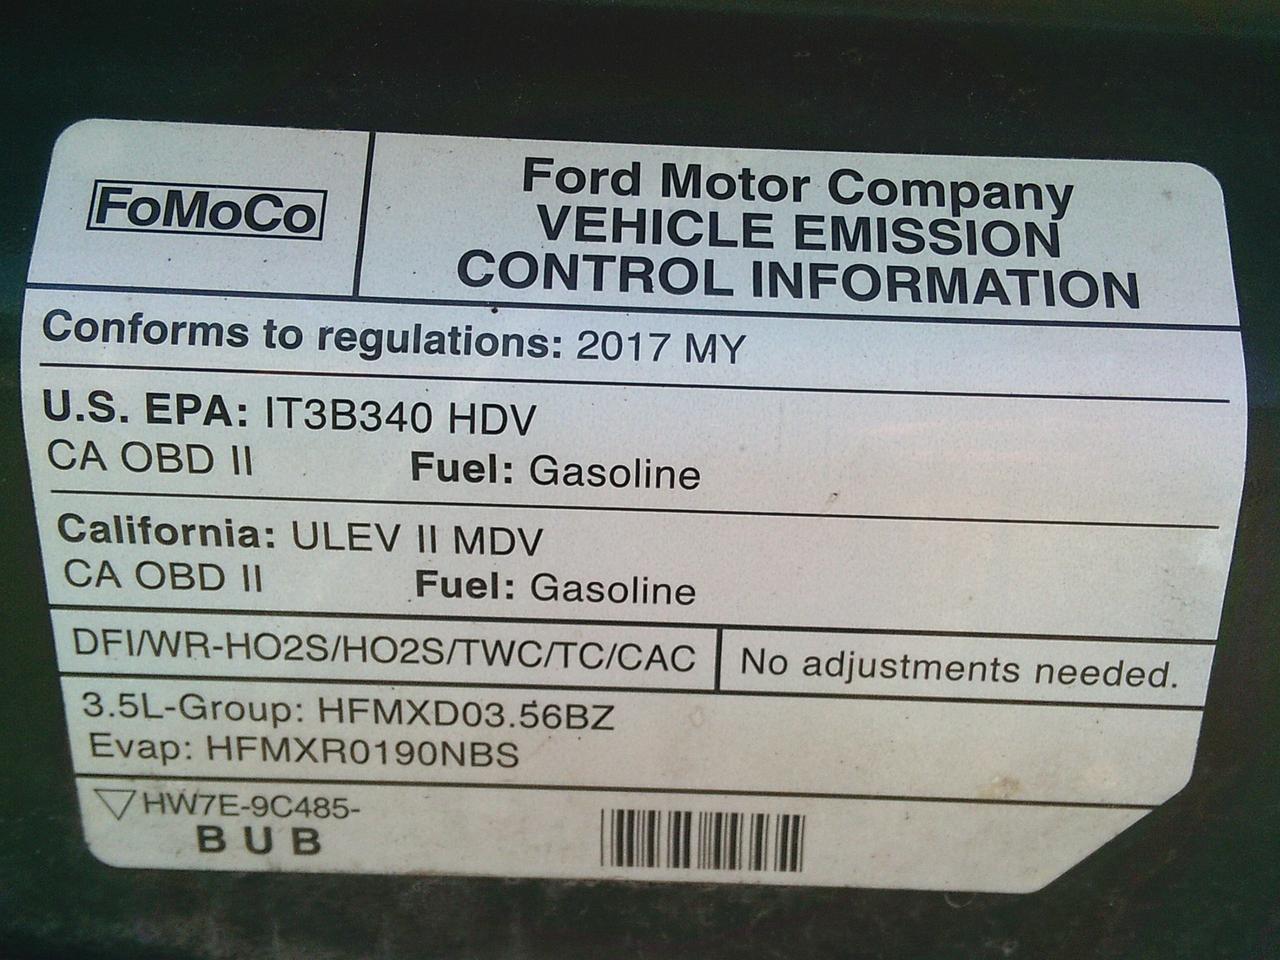 FoMoCo
Ford Motor Company
VEHICLE EMISSION
CONTROL INFORMATION
Conforms to regulations: 2017 MY
U.S. EPA: IT3B340 HDV
CA OBD II Fuel: Gasoline
California: ULEV II MDV
CA OBD II Fuel: Gasoline
DFI/WR-HO2S/HO2S/TWC/TC/CAC
No adjustments needed.
3.5L-Group: HFMXD03.56BZ
Evap: HFMXR0190NBS
HW7E-9C485-
BUB